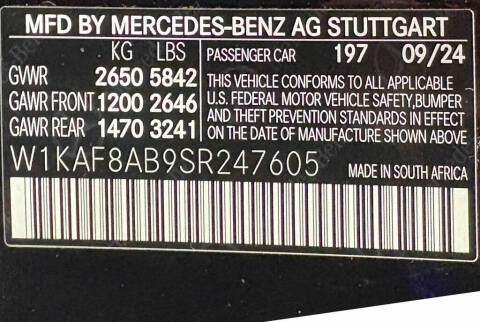 MFD BY MERCEDES-BENZ AG STUTTGART
KG LBS
GVWR 2650 5842
GAWR FRONT 1200 2646
GAWR REAR 1470 3241
PASSENGER CAR 197 09/24
THIS VEHICLE CONFORMS TO ALL APPLICABLE
U.S. FEDERAL MOTOR VEHICLE SAFETY,BUMPER
AND THEFT PREVENTION STANDARDS IN EFFECT
ON THE DATE OF MANUFACTURE SHOWN ABOVE
W1KAF8AB9SR247605
MADE IN SOUTH AFRICA